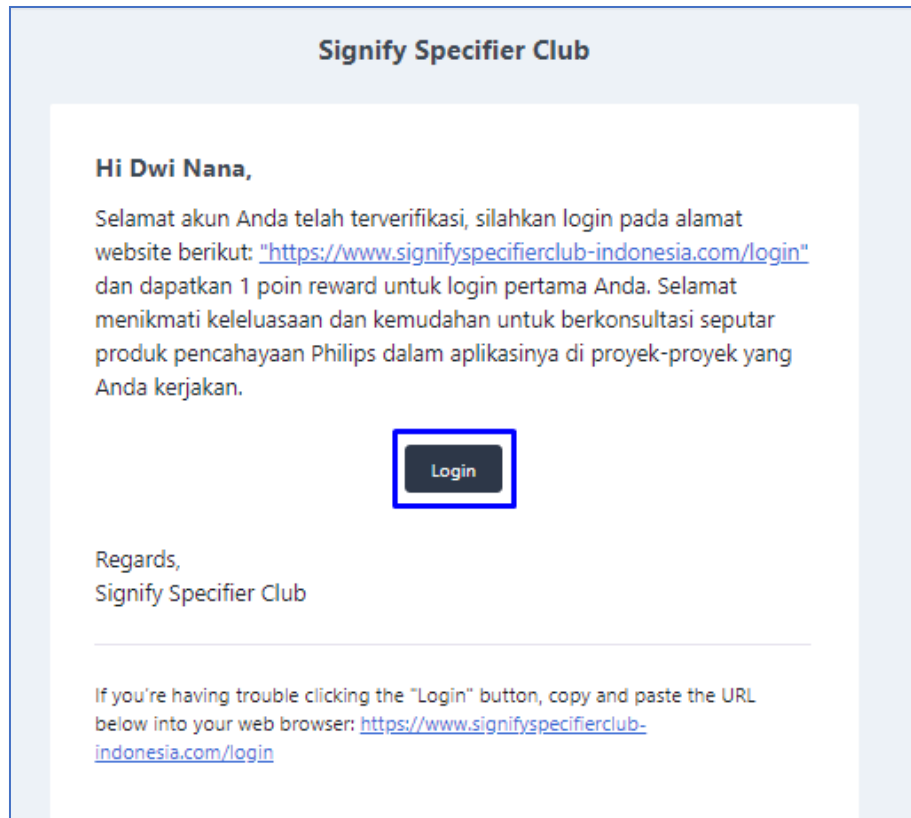 Signify Specifier Club
Hi Dwi Nana,
Selamat akun Anda telah terverifikasi, silahkan login pada alamat
website berikut: "https://www.signifyspecifierclub-indonesia.com/login"
dan dapatkan 1 poin reward untuk login pertama Anda. Selamat
menikmati keleluasaan dan kemudahan untuk berkonsultasi seputar
produk pencahayaan Philips dalam aplikasinya di proyek-proyek yang
Anda kerjakan.
Login
Regards,
Signify Specifier Club
If you're having trouble clicking the "Login" button, copy and paste the URL
below into your web browser: https://www.signifyspecifierclub-
indonesia.com/login